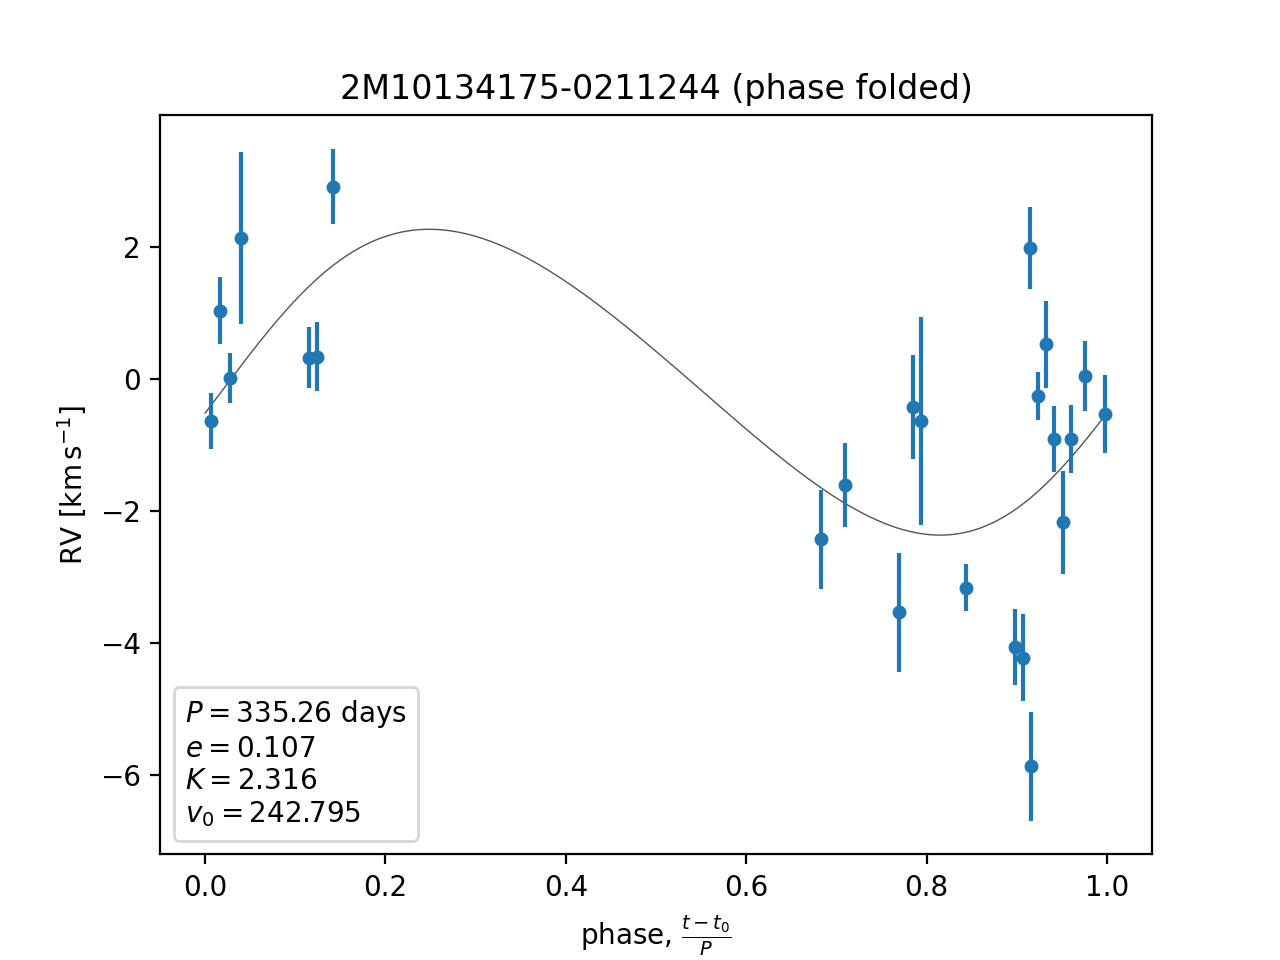 2M10134175-0211244 (phase folded)
RV [km s⁻¹]
2
0
−2
−4
−6
P = 335.26 days
e = 0.107
K = 2.316
v₀ = 242.795
0.0 0.2 0.4 0.6 0.8 1.0
phase, (t − t₀)/P